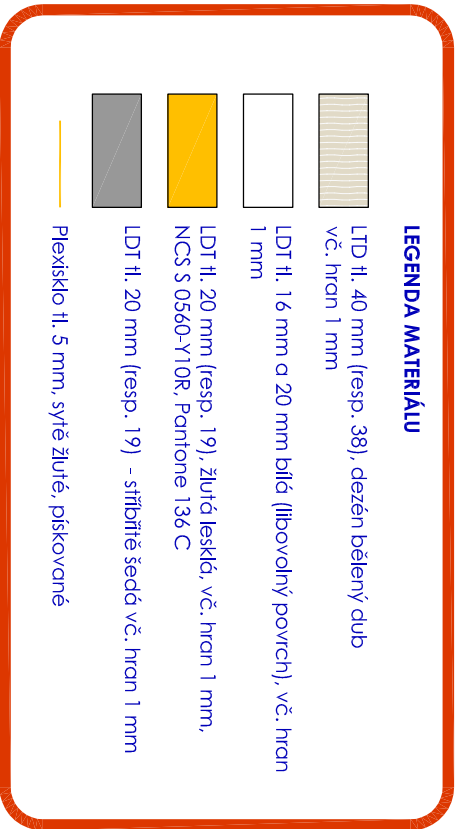 LEGENDA MATERIÁLU
LTD tl. 40 mm (resp. 38), dezén bělený dub
vč. hran 1 mm
LDT tl. 16 mm a 20 mm bílá (libovolný povrch), vč. hran
1 mm
LDT tl. 20 mm (resp. 19), žlutá lesklá, vč. hran 1 mm,
NCS S 0560-Y10R, Pantone 136 C
LDT tl. 20 mm (resp. 19) - stříbřitě šedá vč. hran 1 mm
Plexisklo tl. 5 mm, sytě žluté, pískované